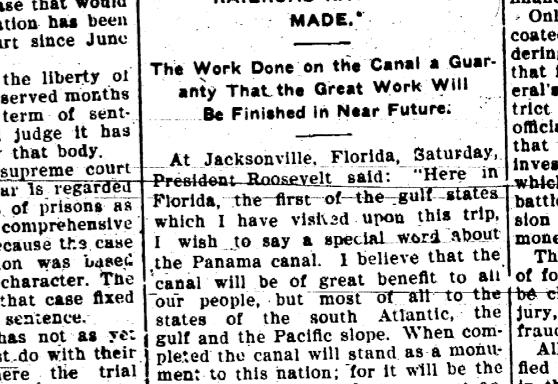 ase that would
ation has been
urt since June
the liberty of
served months
term of sent-
judge it has
that body.
supreme court
ar is regarded
of prisons as
comprehensive
ecause the case
on was based
character. The
that case fixed
sentence.
has not as yet
st do with their
here the trial
MADE."
The Work Done on the Canal a Guar-
anty That the Great Work Will
Be Finished in Near Future.
At Jacksonville, Florida, Saturday,
President Roosevelt said: "Here in
Florida, the first of the gulf states
which I have visited upon this trip,
I wish to say a special word about
the Panama canal. I believe that the
canal will be of great benefit to all
our people, but most of all to the
states of the south Atlantic, the
gulf and the Pacific slope. When com-
pleted the canal will stand as a monu-
ment to this nation; for it will be the
Onl
coate
derin
that f
eral's
trict
offici
that
inves
which
battl
sion
mone
Th
of fo
be c
jury,
fraud
Al
fled